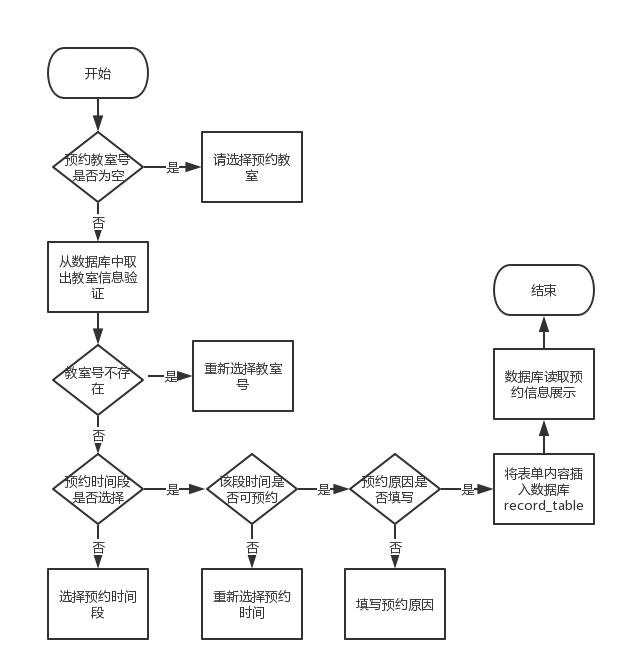 开始
预约教室号
是否为空
是
请选择预约教
室
否
从数据库中取
出教室信息验
证
教室号不存
在
是
重新选择教室
号
否
预约时间段
是否选择
是
该段时间是
否可预约
是
预约原因是
否填写
是
将表单内容插
入数据库
record_table
数据库读取预
约信息展示
结束
否
选择预约时间
段
否
重新选择预约
时间
否
填写预约原因